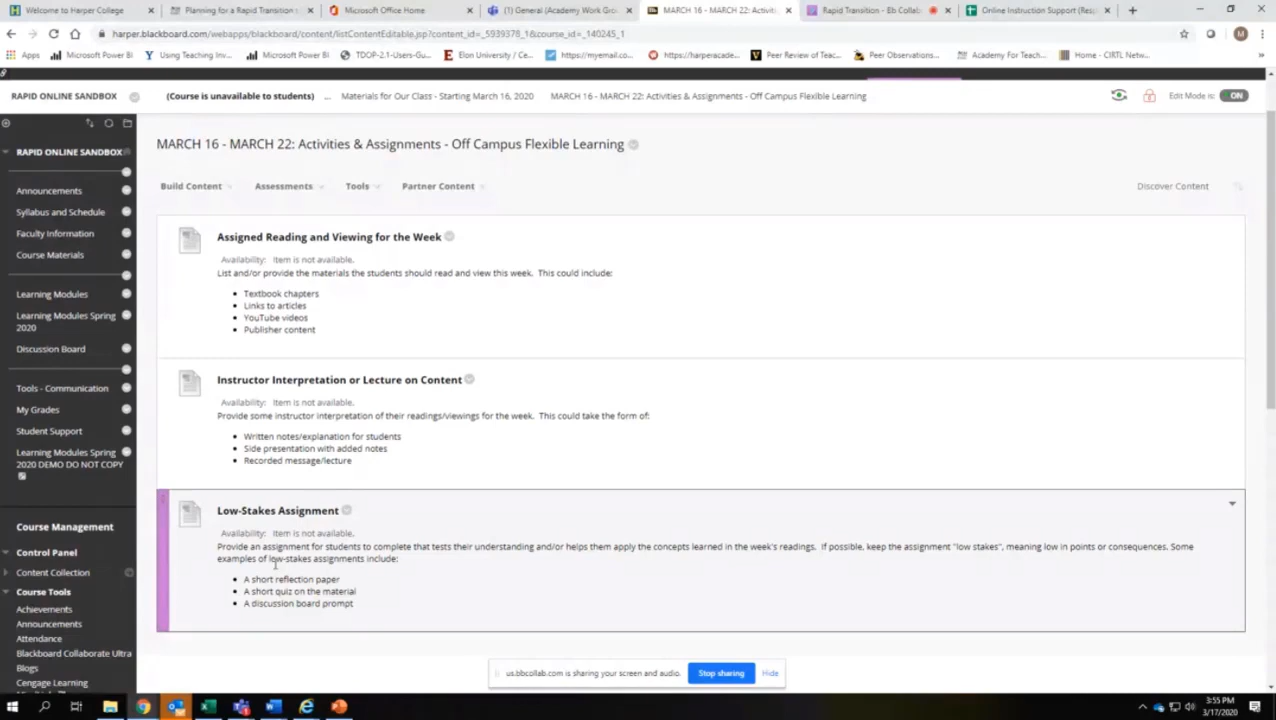 Welcome to Harper College
Planning for a Rapid Transition
Microsoft Office Home
(1) General (Academy Work Gro
MARCH 16 - MARCH 22: Activiti
Rapid Transition - Bb Collab
Online Instruction Support (Resp
harper.blackboard.com/webapps/blackboard/content/listContentEditable.jsp?content_id=_5939378_1&course_id=_140245_1
M
Apps
Microsoft Power BI
Using Teaching Inv...
Microsoft Power BI
TDOP-2.1-Users-Gu...
Elon University / Ce...
https://myemail.co...
https://harperacade...
Peer Review of Teac...
Peer Observations...
Academy For Teach...
Home - CIRTL Netw...
RAPID ONLINE SANDBOX
(Course is unavailable to students)
...
Materials for Our Class - Starting March 16, 2020
MARCH 16 - MARCH 22: Activities & Assignments - Off Campus Flexible Learning
Edit Mode is:
ON
RAPID ONLINE SANDBOX
Announcements
Syllabus and Schedule
Faculty Information
Course Materials
Learning Modules
Learning Modules Spring
2020
Discussion Board
Tools - Communication
My Grades
Student Support
Learning Modules Spring
2020 DEMO DO NOT COPY
Course Management
Control Panel
Content Collection
Course Tools
Achievements
Announcements
Attendance
Blackboard Collaborate Ultra
Blogs
Cengage Learning
MARCH 16 - MARCH 22: Activities & Assignments - Off Campus Flexible Learning
Build Content
Assessments
Tools
Partner Content
Discover Content
Assigned Reading and Viewing for the Week
Availability: Item is not available.
List and/or provide the materials the students should read and view this week. This could include:
• Textbook chapters
• Links to articles
• YouTube videos
• Publisher content
Instructor Interpretation or Lecture on Content
Availability: Item is not available.
Provide some instructor interpretation of their readings/viewings for the week. This could take the form of:
• Written notes/explanation for students
• Side presentation with added notes
• Recorded message/lecture
Low-Stakes Assignment
Availability: Item is not available.
Provide an assignment for students to complete that tests their understanding and/or helps them apply the concepts learned in the week's readings. If possible, keep the assignment "low stakes", meaning low in points or consequences. Some
examples of low-stakes assignments include:
• A short reflection paper
• A short quiz on the material
• A discussion board prompt
us.bbcollab.com is sharing your screen and audio.
Stop sharing
Hide
3:55 PM
3/17/2020